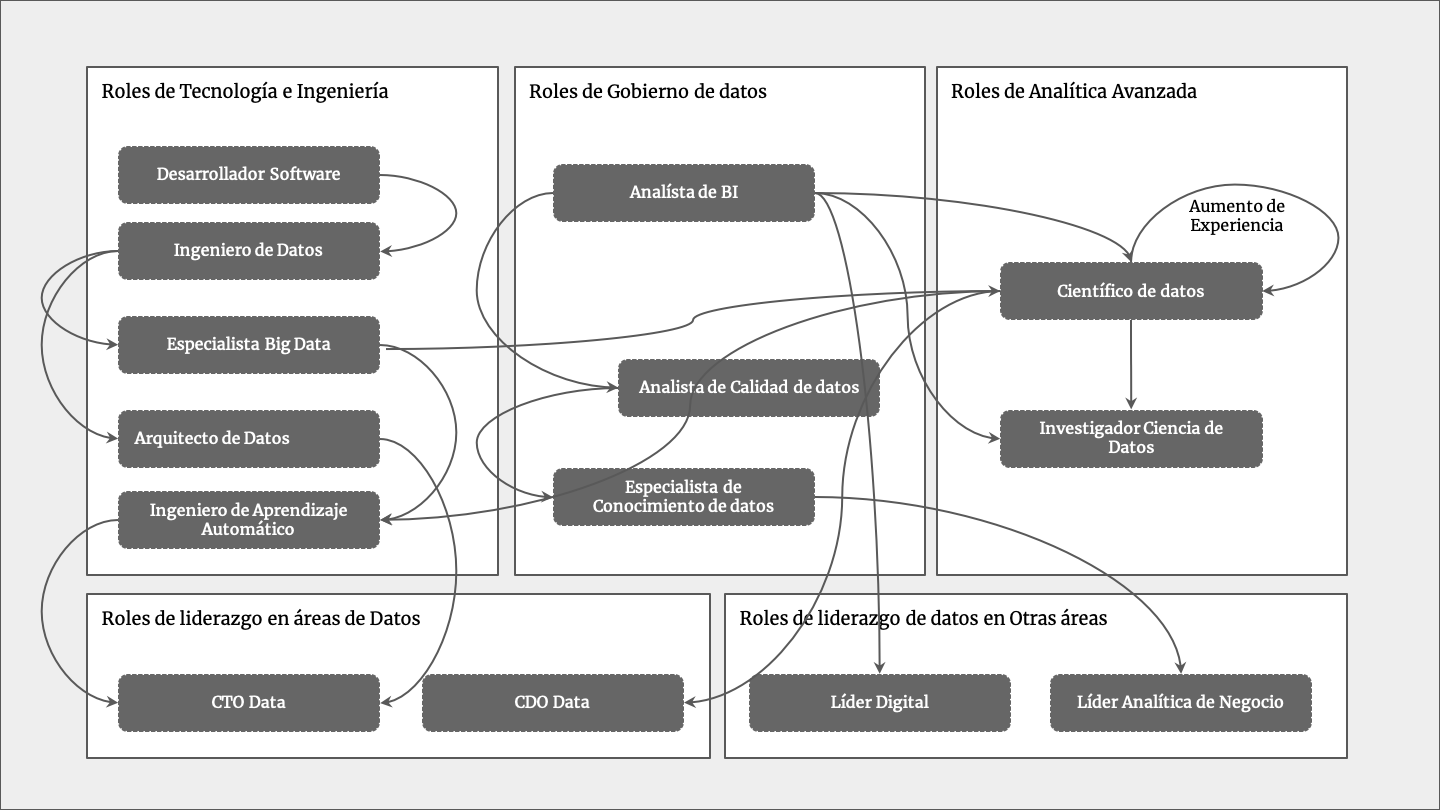 Roles de Tecnología e Ingeniería
Desarrollador Software
Ingeniero de Datos
Especialista Big Data
Arquitecto de Datos
Ingeniero de Aprendizaje
Automático
Roles de Gobierno de datos
Analísta de BI
Analista de Calidad de datos
Especialista de
Conocimiento de datos
Roles de Analítica Avanzada
Aumento de
Experiencia
Científico de datos
Investigador Ciencia de
Datos
Roles de liderazgo en áreas de Datos
CTO Data
CDO Data
Roles de liderazgo de datos en Otras áreas
Líder Digital
Líder Analítica de Negocio